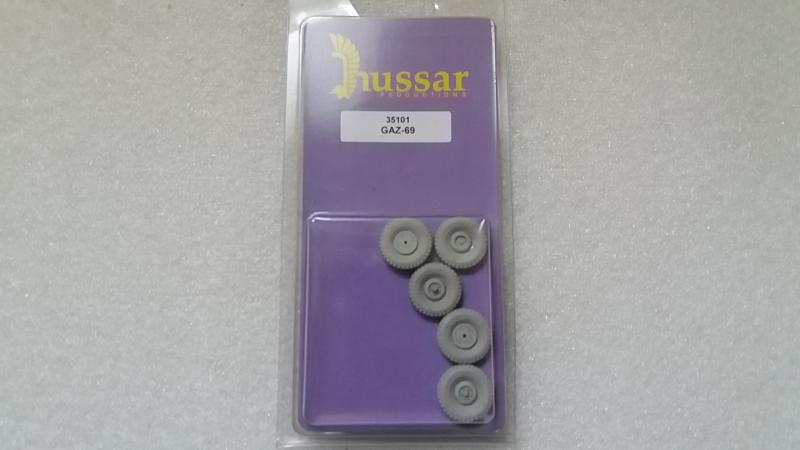 hussar
PRODUCTIONS
35101
GAZ-69